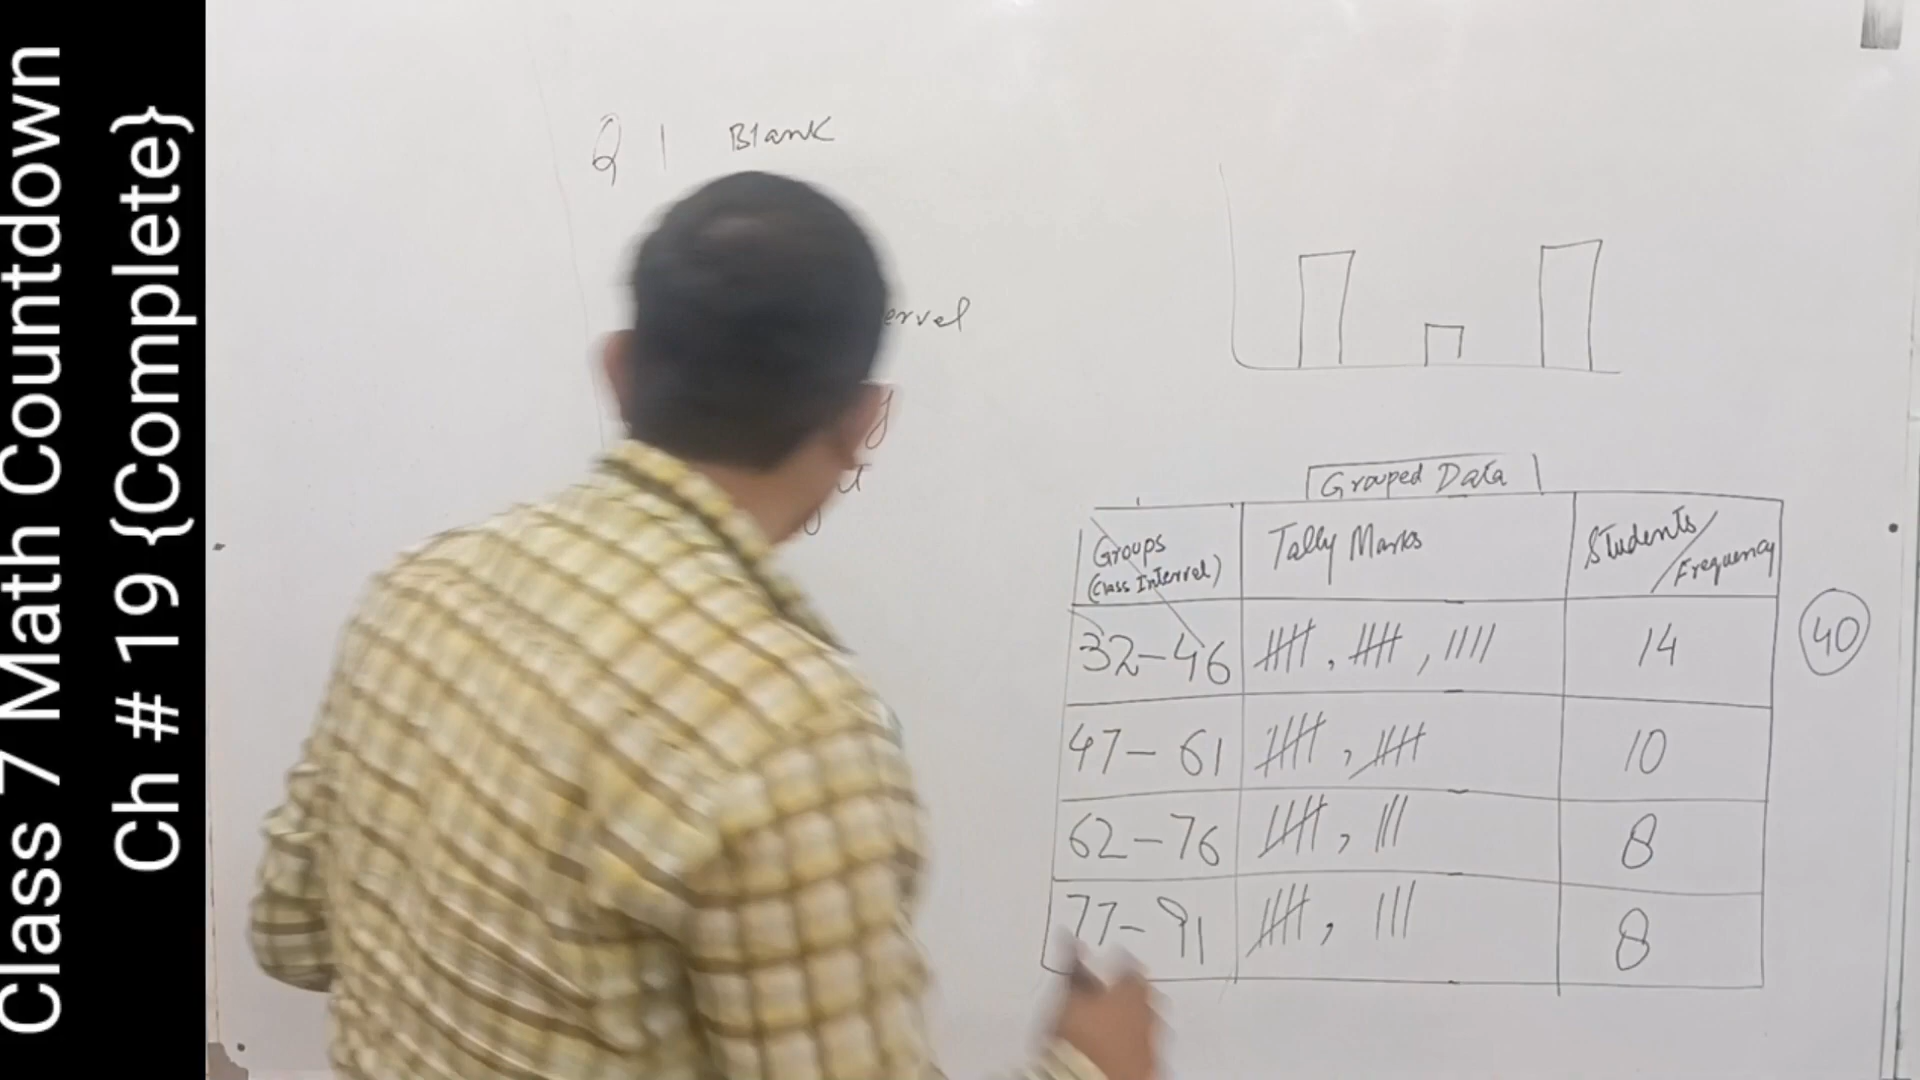 Class 7 Math Countdown
Ch # 19 {Complete}
Q 1 Blank
Grouped Data
Groups (Class Interval) Tally Marks Students/Frequency
32-46 𝍸, 𝍸, |||| 14
47-61 𝍸, 𝍸 10
62-76 𝍸, ||| 8
77-91 𝍸, ||| 8
40